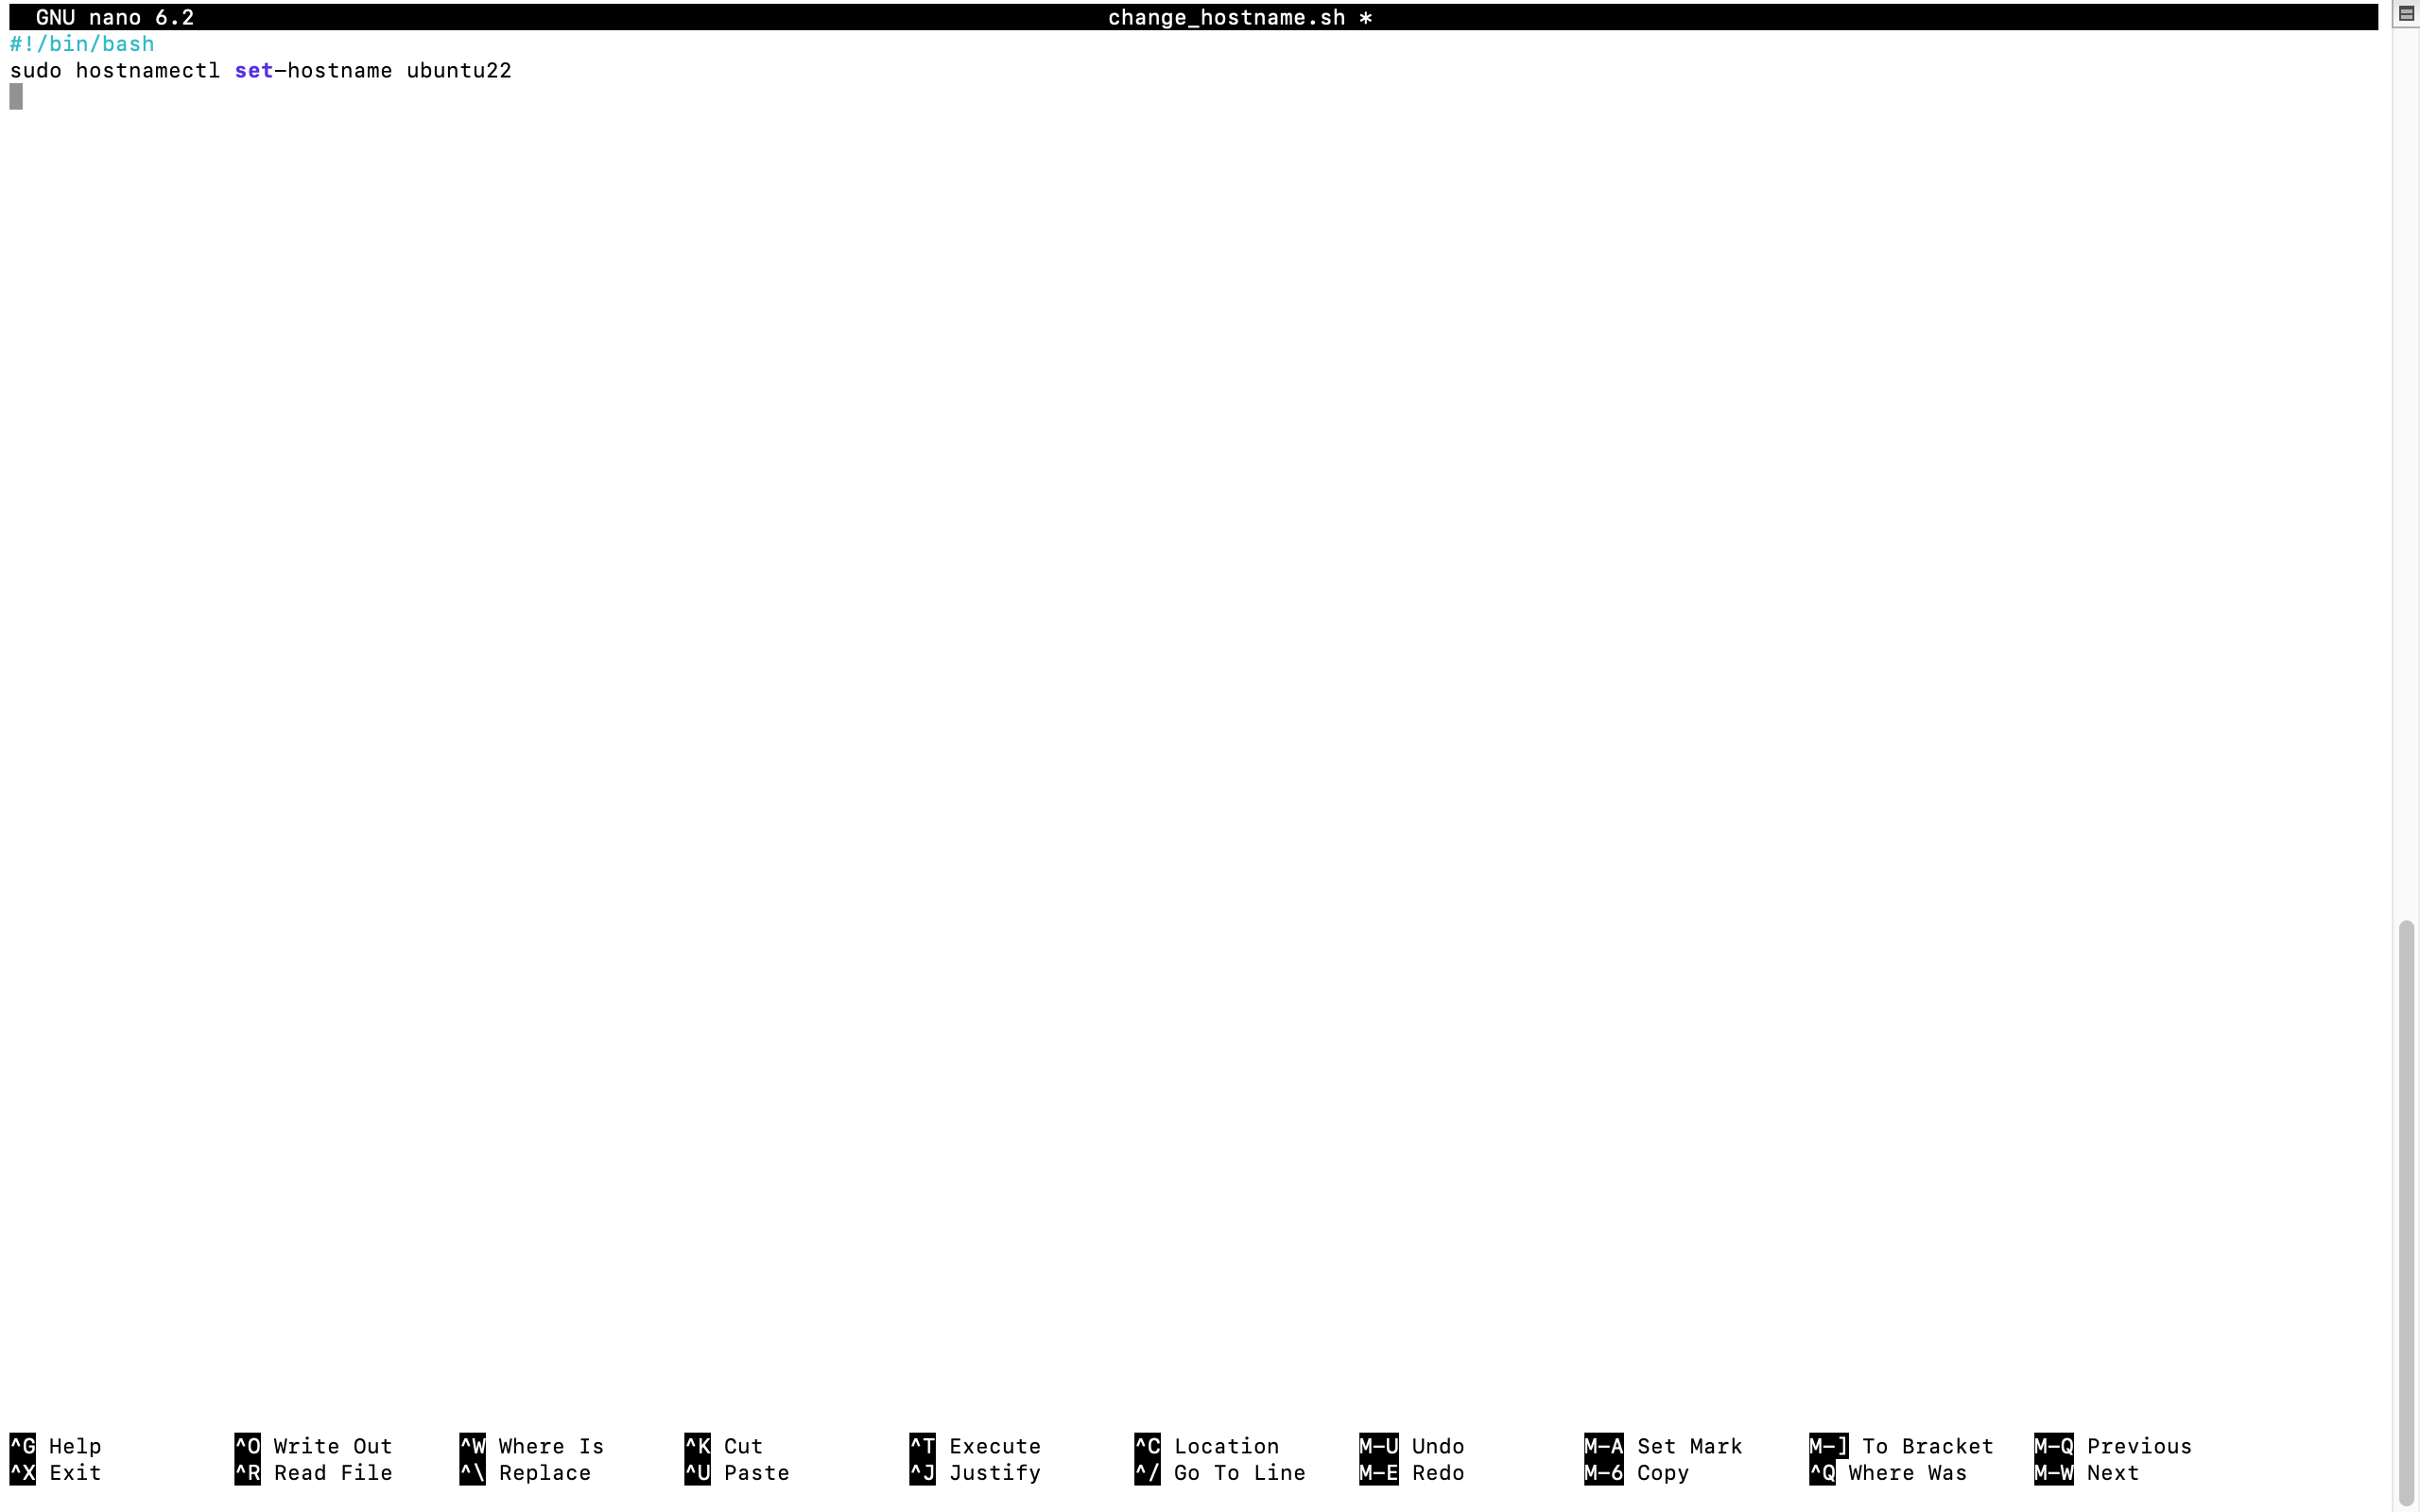 GNU nano 6.2 change_hostname.sh *
#!/bin/bash
sudo hostnamectl set-hostname ubuntu22
^G Help ^O Write Out ^W Where Is ^K Cut ^T Execute ^C Location M-U Undo M-A Set Mark M-] To Bracket M-Q Previous
^X Exit ^R Read File ^\ Replace ^U Paste ^J Justify ^/ Go To Line M-E Redo M-6 Copy ^Q Where Was M-W Next